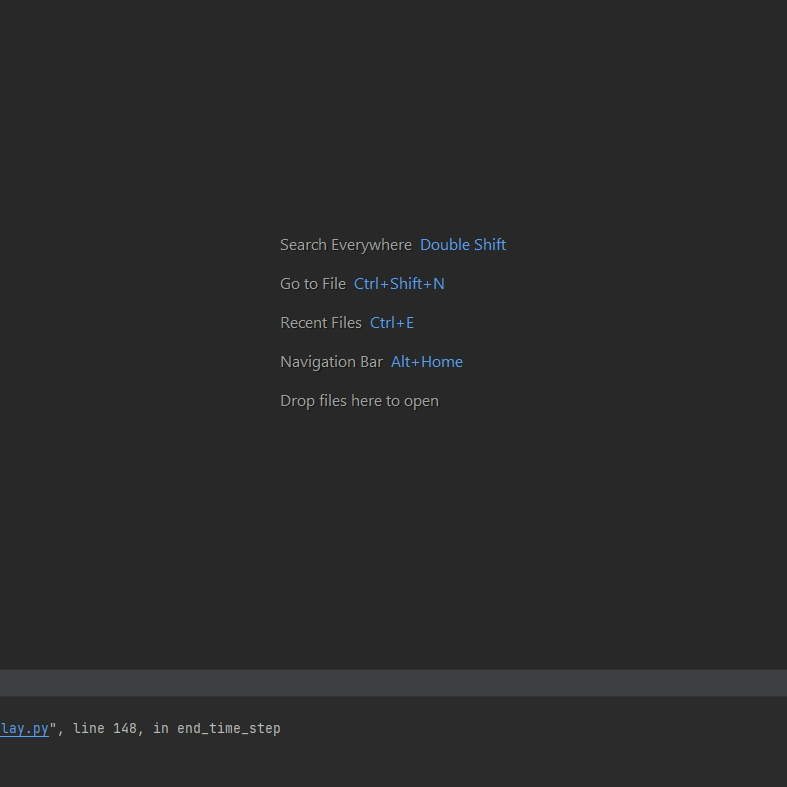 Search Everywhere Double Shift
Go to File Ctrl+Shift+N
Recent Files Ctrl+E
Navigation Bar Alt+Home
Drop files here to open
lay.py", line 148, in end_time_step